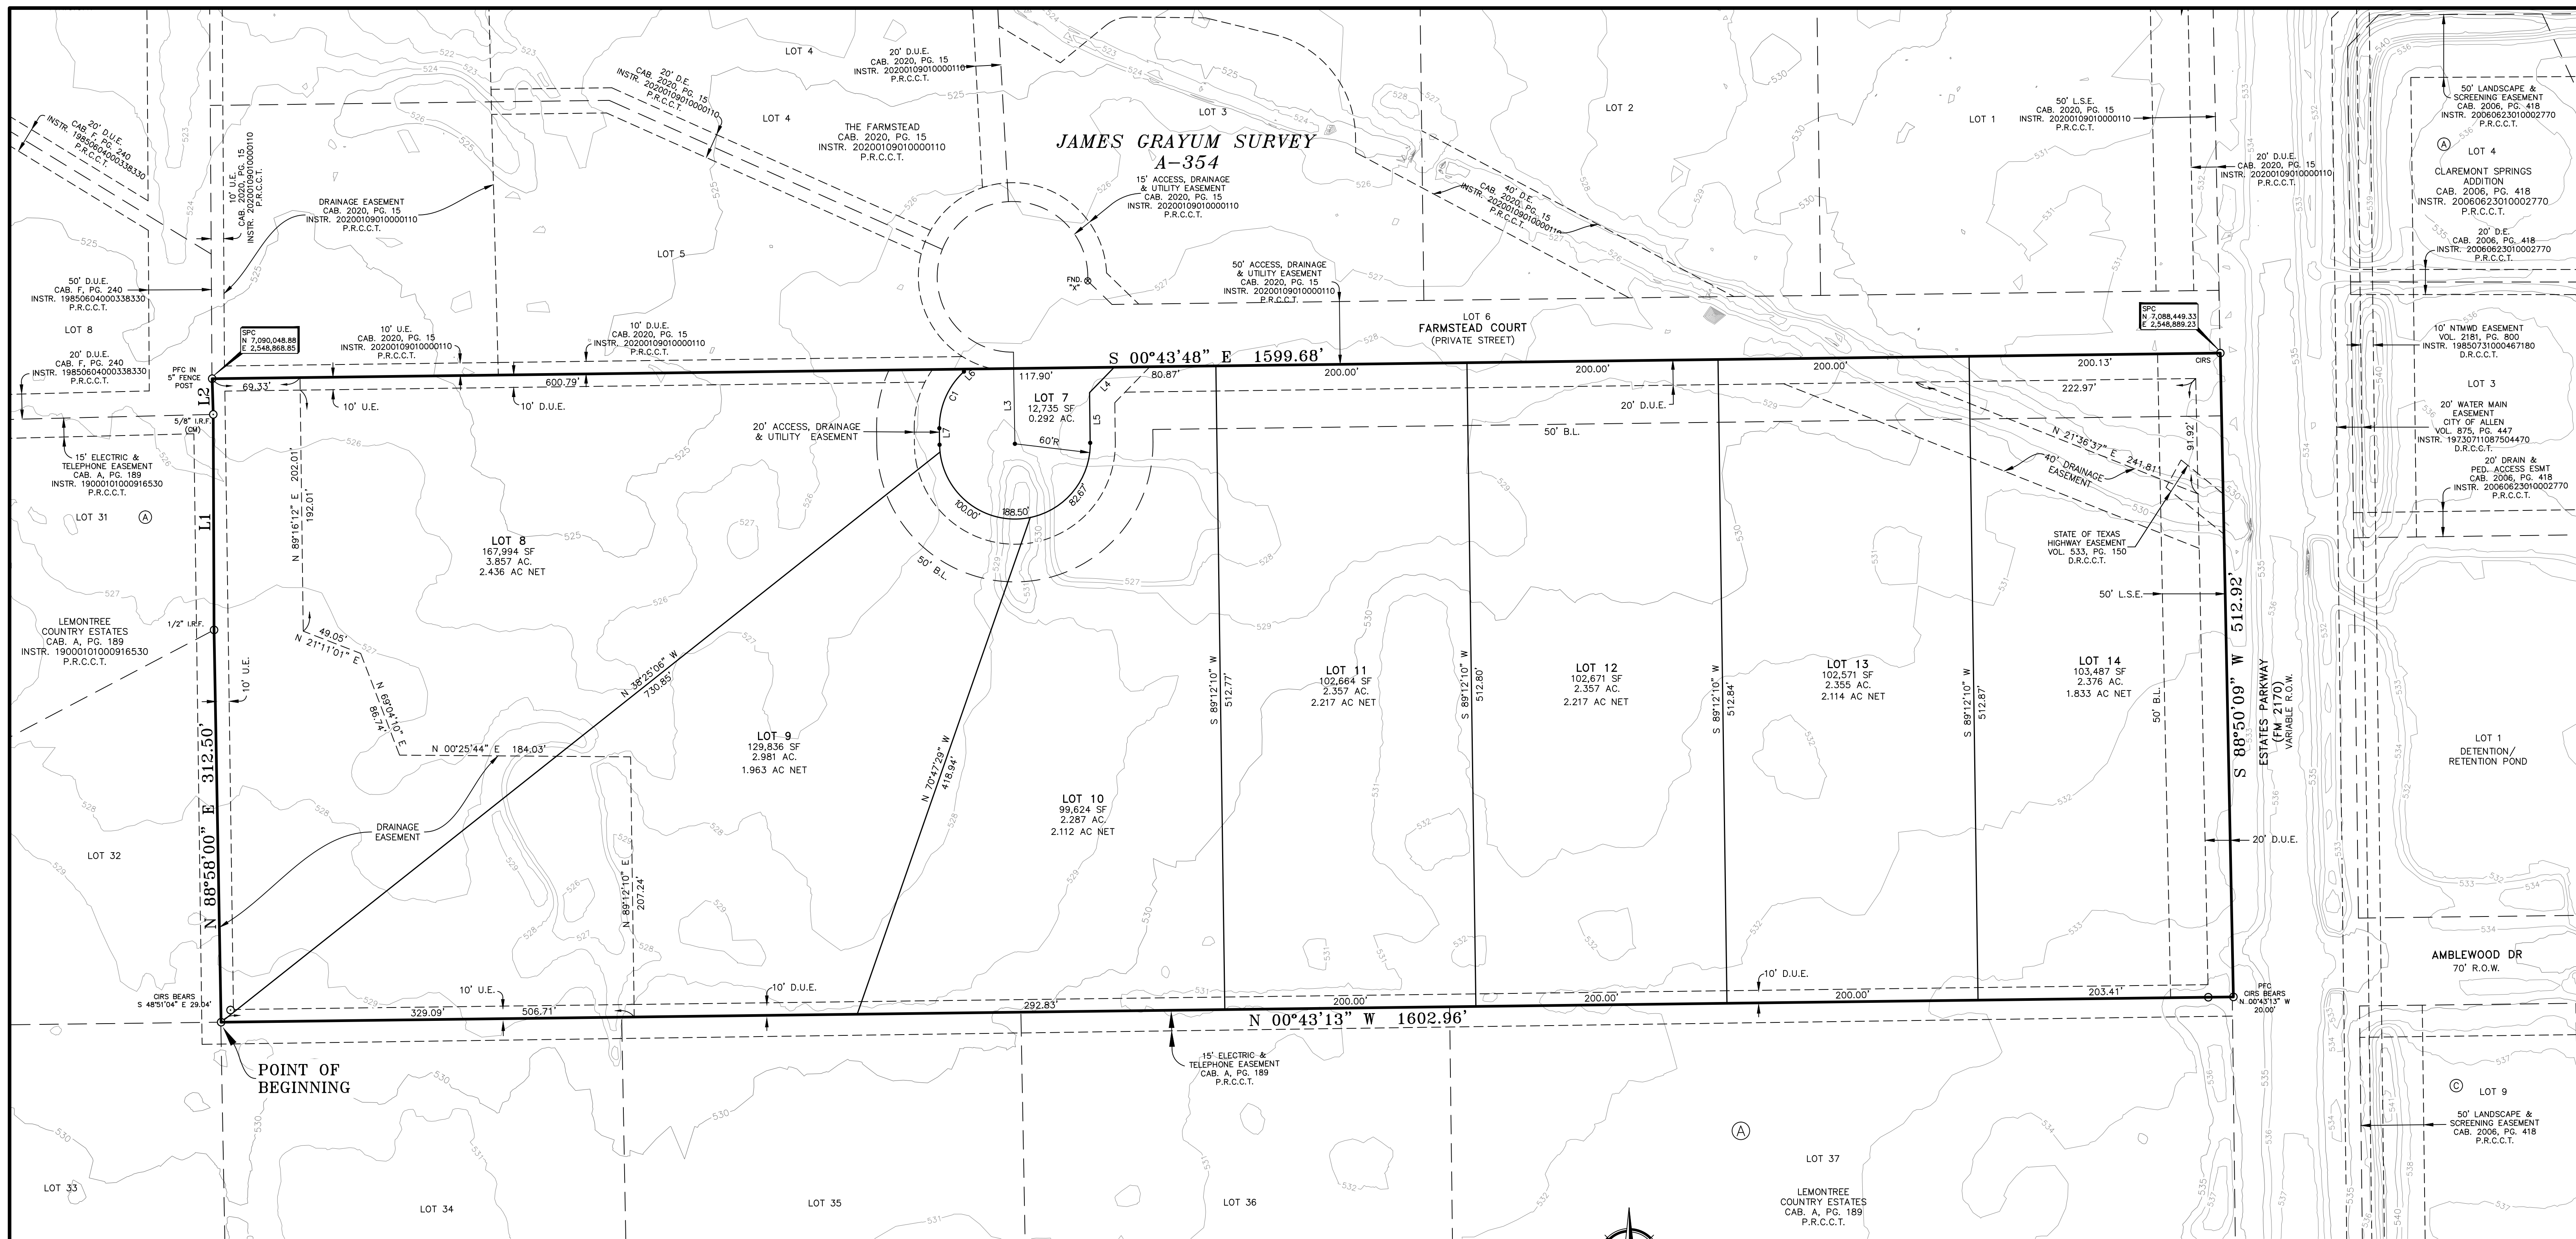 LOT 4
20' D.U.E.
CAB. 2020, PG. 15
INSTR. 20200109010000110
P.R.C.C.T.
20' D.E.
CAB. 2020, PG. 15
INSTR. 20200109010000110
P.R.C.C.T.
LOT 4
THE FARMSTEAD
CAB. 2020, PG. 15
INSTR. 20200109010000110
P.R.C.C.T.
LOT 3
JAMES GRAYUM SURVEY
A-354
15' ACCESS, DRAINAGE
& UTILITY EASEMENT
CAB. 2020, PG. 15
INSTR. 20200109010000110
P.R.C.C.T.
LOT 2
LOT 1
50' L.S.E.
CAB. 2020, PG. 15
INSTR. 20200109010000110
P.R.C.C.T.
20' D.U.E.
CAB. 2020, PG. 15
INSTR. 20200109010000110
P.R.C.C.T.
50' LANDSCAPE &
SCREENING EASEMENT
CAB. 2006, PG. 418
INSTR. 20060623010002770
P.R.C.C.T.
A
LOT 4
CLAREMONT SPRINGS
ADDITION
CAB. 2006, PG. 418
INSTR. 20060623010002770
P.R.C.C.T.
20' D.E.
CAB. 2006, PG. 418
INSTR. 20060623010002770
P.R.C.C.T.
20' D.U.E.
CAB. F, PG. 240
INSTR. 19850604000338330
P.R.C.C.T.
10' U.E.
CAB. 2020, PG. 15
INSTR. 20200109010000110
P.R.C.C.T.
DRAINAGE EASEMENT
CAB. 2020, PG. 15
INSTR. 20200109010000110
P.R.C.C.T.
LOT 5
40' D.E.
CAB. 2020, PG. 15
INSTR. 20200109010000110
P.R.C.C.T.
50' D.U.E.
CAB. F, PG. 240
INSTR. 19850604000338330
P.R.C.C.T.
LOT 8
20' D.U.E.
CAB. F, PG. 240
INSTR. 19850604000338330
P.R.C.C.T.
FND.
"X"
50' ACCESS, DRAINAGE
& UTILITY EASEMENT
CAB. 2020, PG. 15
INSTR. 20200109010000110
P.R.C.C.T.
SPC
N 7,090,048.88
E 2,548,868.85
10' U.E.
CAB. 2020, PG. 15
INSTR. 20200109010000110
P.R.C.C.T.
10' D.U.E.
CAB. 2020, PG. 15
INSTR. 20200109010000110
P.R.C.C.T.
LOT 6
FARMSTEAD COURT
(PRIVATE STREET)
SPC
N 7,088,449.33
E 2,548,889.23
CIRS
10' NTMWD EASEMENT
VOL. 2181, PG. 800
INSTR. 19850731000467180
D.R.C.C.T.
LOT 3
20' WATER MAIN
EASEMENT
CITY OF ALLEN
VOL. 875, PG. 447
INSTR. 19730711087504470
D.R.C.C.T.
20' DRAIN &
PED. ACCESS ESMT
CAB. 2006, PG. 418
INSTR. 20060623010002770
P.R.C.C.T.
S 00°43'48" E 1599.68'
PFC IN
5" FENCE
POST
L2
69.33'
600.79'
10' U.E.
10' D.U.E.
L6
C1
L7
117.90'
L3
LOT 7
12,735 SF
0.292 AC.
60'R
L4
L5
80.87'
200.00'
200.00'
200.00'
200.13'
222.97'
20' D.U.E.
50' B.L.
5/8" I.R.F.
(CM)
15' ELECTRIC &
TELEPHONE EASEMENT
CAB. A, PG. 189
INSTR. 19000101000916530
P.R.C.C.T.
LOT 31
A
L1
N 89°16'12" E 202.01'
192.01'
20' ACCESS, DRAINAGE
& UTILITY EASEMENT
100.00'
188.50'
82.67'
50' B.L.
N 21°36'37" E 241.81'
91.92'
40' DRAINAGE
EASEMENT
STATE OF TEXAS
HIGHWAY EASEMENT
VOL. 533, PG. 150
D.R.C.C.T.
50' L.S.E.
LOT 8
167,994 SF
3.857 AC.
2.436 AC NET
1/2" I.R.F.
LEMONTREE
COUNTRY ESTATES
CAB. A, PG. 189
INSTR. 19000101000916530
P.R.C.C.T.
49.05'
N 21°11'01" E
10' U.E.
N 69°04'10" E
86.74'
N 00°25'44" E 184.03'
N 38°25'06" W
730.85'
LOT 9
129,836 SF
2.981 AC.
1.963 AC NET
N 70°47'29" W
418.94'
LOT 10
99,624 SF
2.287 AC.
2.112 AC NET
S 89°12'10" W
512.77'
LOT 11
102,664 SF
2.357 AC.
2.217 AC NET
S 89°12'10" W
512.80'
LOT 12
102,671 SF
2.357 AC.
2.217 AC NET
S 89°12'10" W
512.84'
LOT 13
102,571 SF
2.355 AC.
2.114 AC NET
S 89°12'10" W
512.87'
LOT 14
103,487 SF
2.376 AC.
1.833 AC NET
50' B.L.
S 88°50'09" W 512.92'
ESTATES PARKWAY
(FM 2170)
VARIABLE R.O.W.
LOT 1
DETENTION/
RETENTION POND
20' D.U.E.
N 88°58'00" E 312.50'
LOT 32
DRAINAGE
EASEMENT
N 89°12'10" E
207.24'
AMBLEWOOD DR
70' R.O.W.
CIRS BEARS
S 48°51'04" E 29.04'
10' U.E.
10' D.U.E.
329.09'
506.71'
292.83'
200.00'
200.00'
200.00'
10' D.U.E.
203.41'
PFC
CIRS BEARS
N 00°43'13" W
20.00'
N 00°43'13" W 1602.96'
POINT OF
BEGINNING
15' ELECTRIC &
TELEPHONE EASEMENT
CAB. A, PG. 189
P.R.C.C.T.
C
LOT 9
50' LANDSCAPE &
SCREENING EASEMENT
CAB. 2006, PG. 418
P.R.C.C.T.
A
LOT 33
LOT 34
LOT 35
LOT 36
LOT 37
LEMONTREE
COUNTRY ESTATES
CAB. A, PG. 189
P.R.C.C.T.